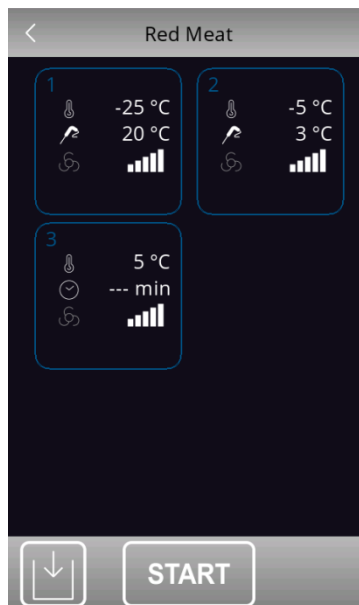 Red Meat
1
-25 °C
20 °C
2
-5 °C
3 °C
3
5 °C
--- min
START